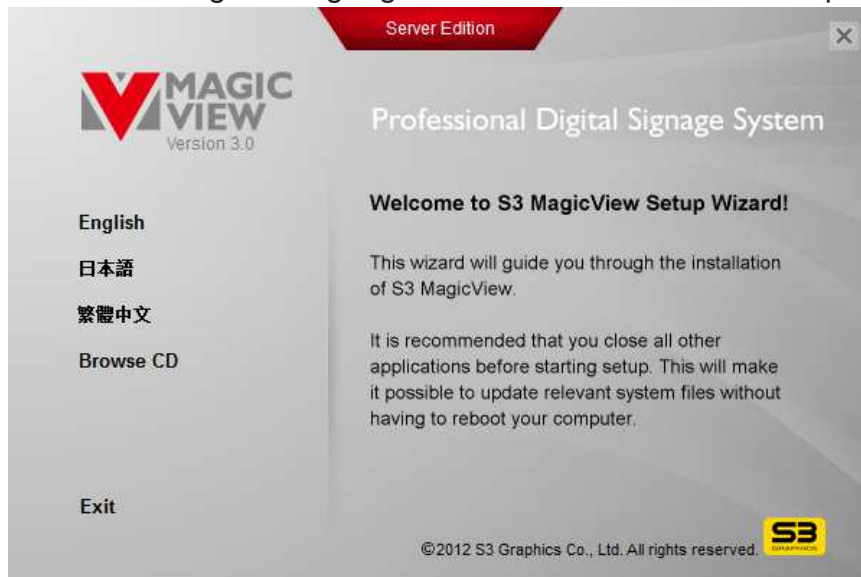 Server Edition
MAGIC
VIEW
Version 3.0
Professional Digital Signage System
English
日本語
繁體中文
Browse CD
Exit
Welcome to S3 MagicView Setup Wizard!
This wizard will guide you through the installation
of S3 MagicView.
It is recommended that you close all other
applications before starting setup. This will make
it possible to update relevant system files without
having to reboot your computer.
©2012 S3 Graphics Co., Ltd. All rights reserved.
S3
GRAPHICS